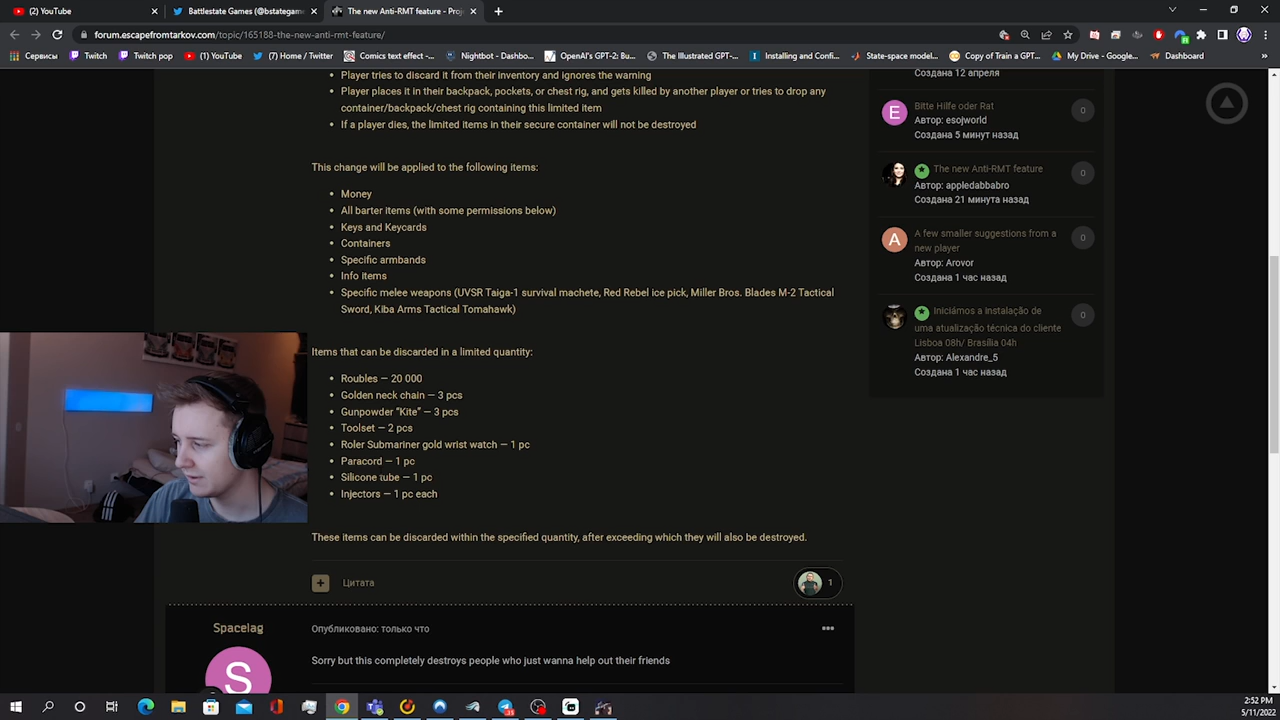 (2) YouTube
Battlestate Games (@bstategame
The new Anti-RMT feature - Proje
forum.escapefromtarkov.com/topic/165188-the-new-anti-rmt-feature/
Сервисы
Twitch
Twitch pop
(1) YouTube
(7) Home / Twitter
Comics text effect -...
Nightbot - Dashbo...
OpenAI's GPT-2: Ho...
The Illustrated GPT-...
Installing and Confi...
State-space model...
Copy of Train a GPT...
My Drive - Google...
Dashboard
• Player tries to discard it from their inventory and ignores the warning
• Player places it in their backpack, pockets, or chest rig, and gets killed by another player or tries to drop any
container/backpack/chest rig containing this limited item
• If a player dies, the limited items in their secure container will not be destroyed
This change will be applied to the following items:
• Money
• All barter items (with some permissions below)
• Keys and Keycards
• Containers
• Specific armbands
• Info items
• Specific melee weapons (UVSR Taiga-1 survival machete, Red Rebel ice pick, Miller Bros. Blades M-2 Tactical
Sword, Kiba Arms Tactical Tomahawk)
Items that can be discarded in a limited quantity:
• Roubles — 20 000
• Golden neck chain — 3 pcs
• Gunpowder “Kite” — 3 pcs
• Toolset — 2 pcs
• Roler Submariner gold wrist watch — 1 pc
• Paracord — 1 pc
• Silicone tube — 1 pc
• Injectors — 1 pc each
These items can be discarded within the specified quantity, after exceeding which they will also be destroyed.
Цитата
1
Spacelag
S
Опубликовано: только что
Sorry but this completely destroys people who just wanna help out their friends
Создана 12 апреля
E
Bitte Hilfe oder Rat
0
Автор: esojworld
Создана 5 минут назад
The new Anti-RMT feature
0
Автор: appledabbabro
Создана 21 минута назад
A
A few smaller suggestions from a
new player
0
Автор: Arovor
Создана 1 час назад
Iniciámos a instalação de
uma atualização técnica do cliente
Lisboa 08h/ Brasília 04h
0
Автор: Alexandre_5
Создана 1 час назад
2:52 PM
5/11/2022